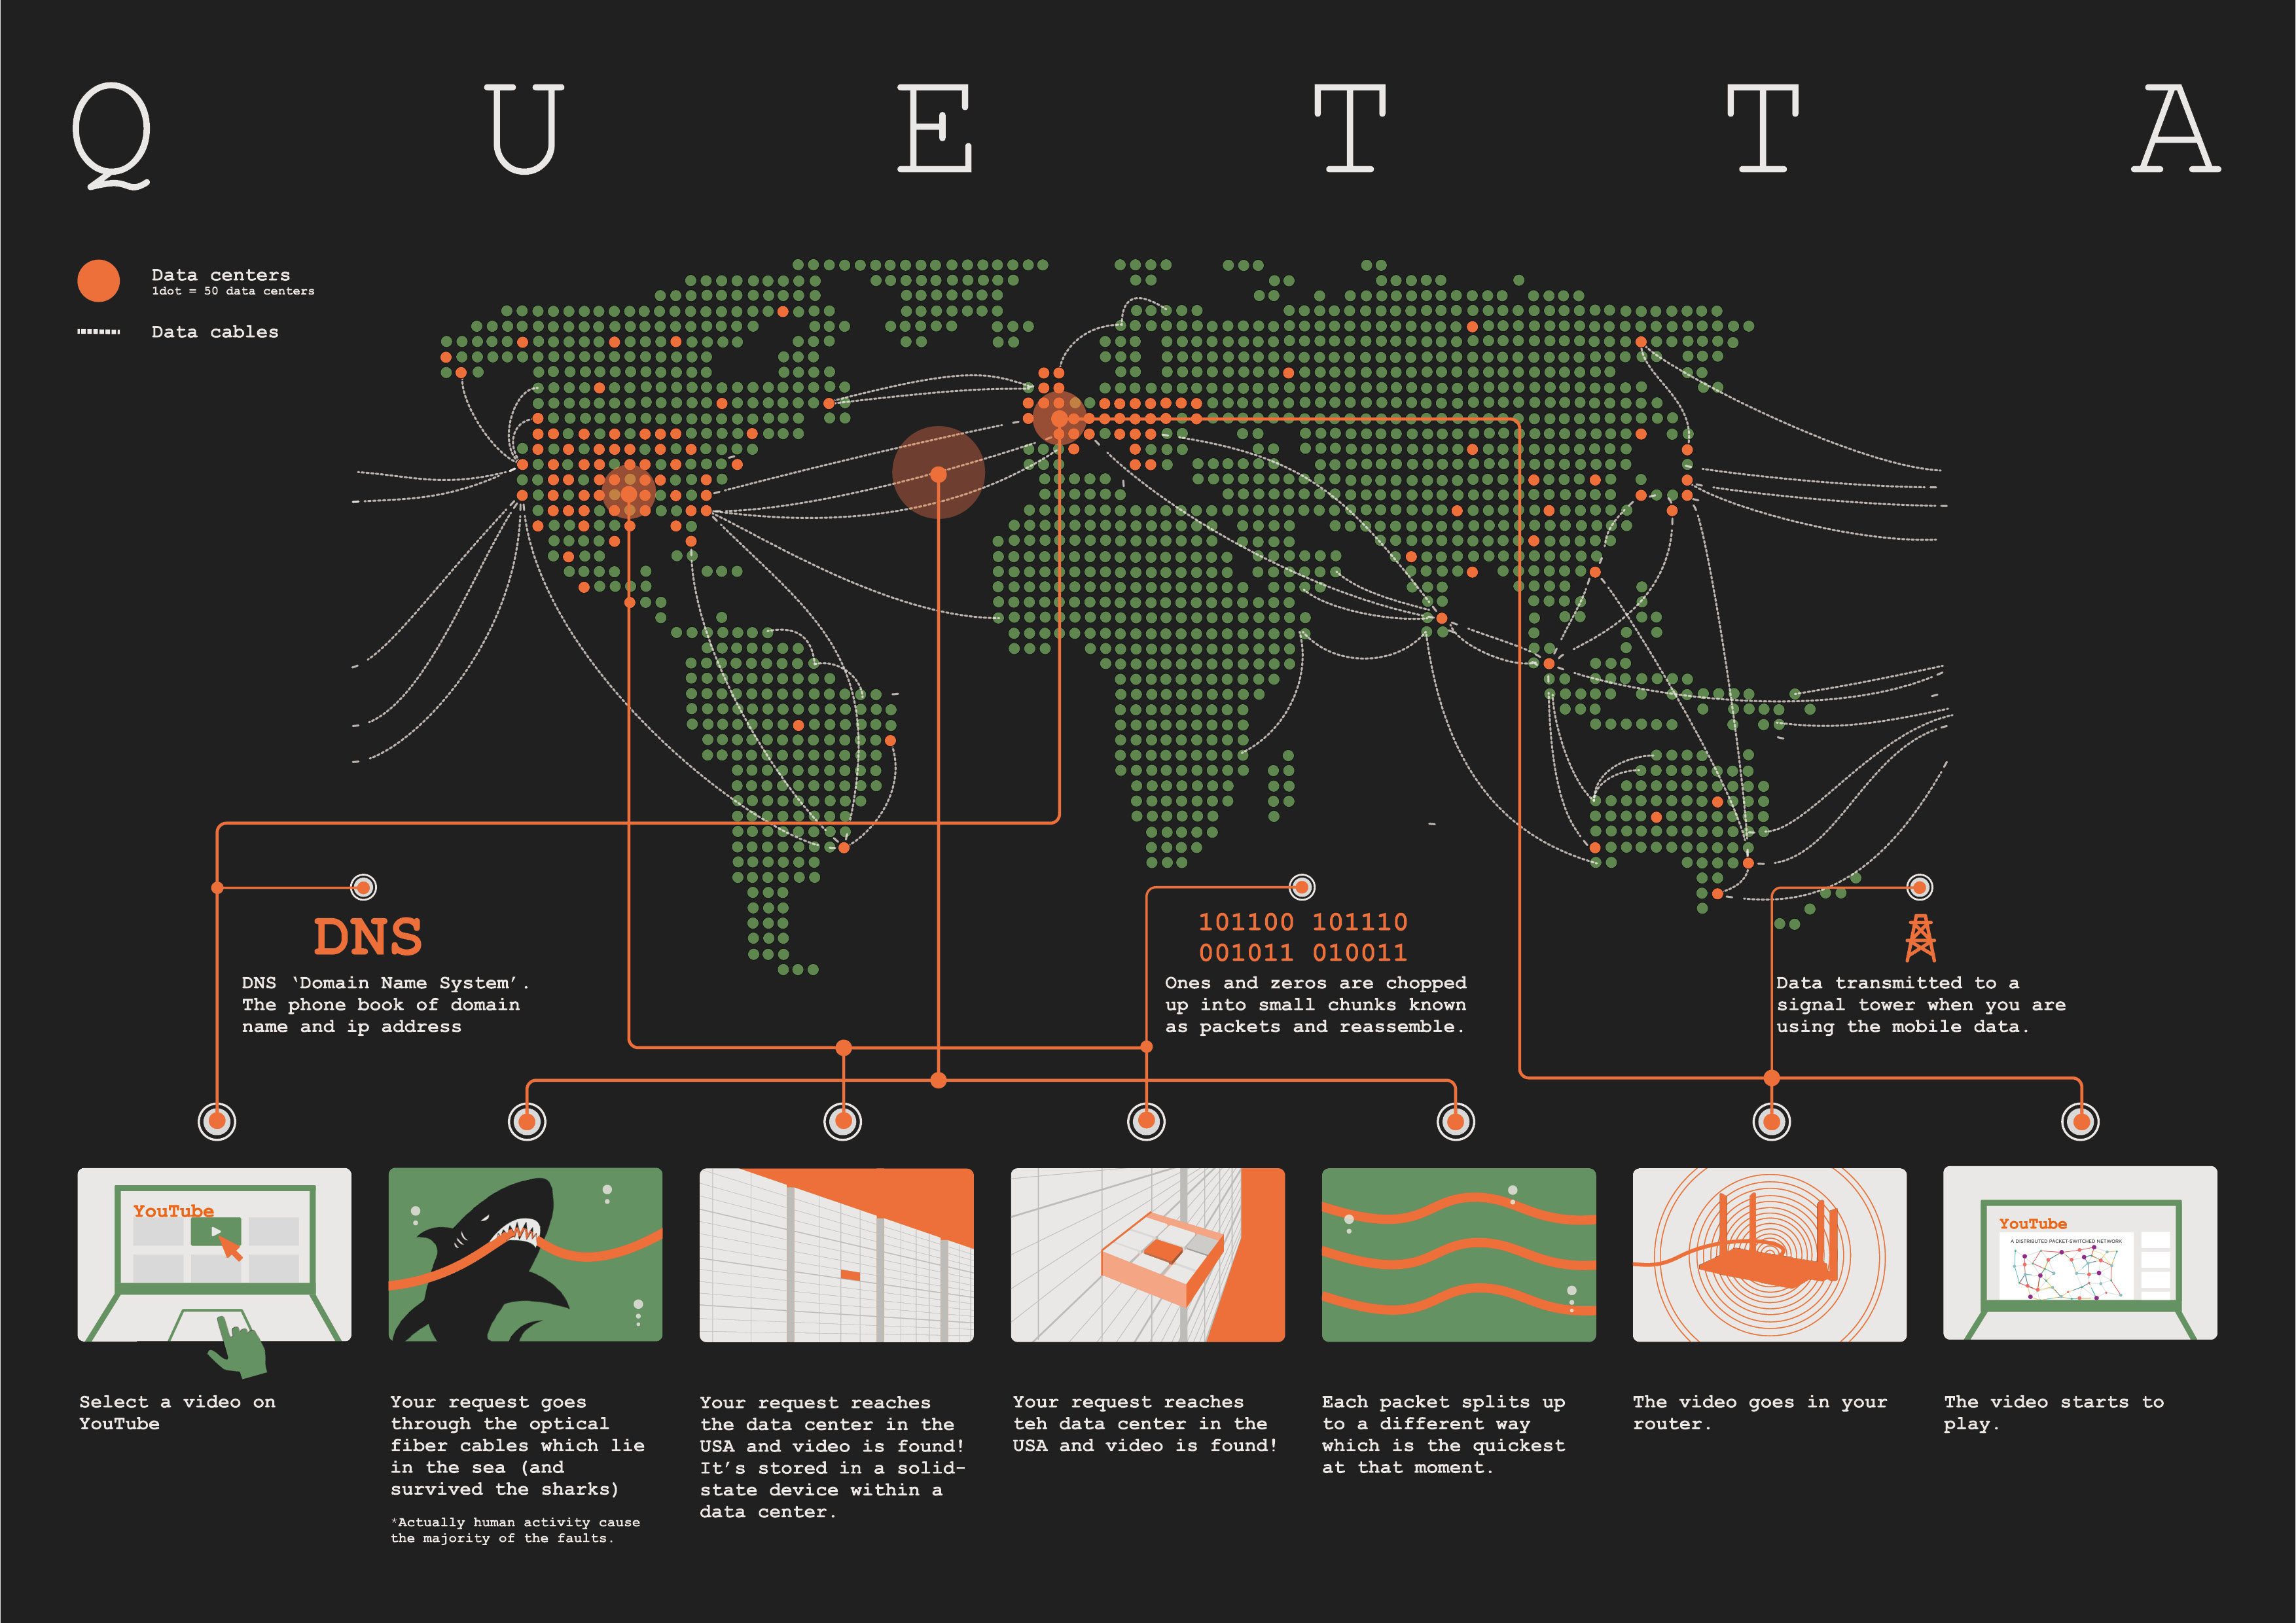 QUETTA
Data centers
1dot = 50 data centers
Data cables
DNS
DNS ‘Domain Name System’.
The phone book of domain
name and ip address
101100 101110
001011 010011
Ones and zeros are chopped
up into small chunks known
as packets and reassemble.
Data transmitted to a
signal tower when you are
using the mobile data.
YouTube
YouTube
A DISTRIBUTED PACKET-SWITCHED NETWORK
Select a video on
YouTube
Your request goes
through the optical
fiber cables which lie
in the sea (and
survived the sharks)
*Actually human activity cause
the majority of the faults.
Your request reaches
the data center in the
USA and video is found!
It’s stored in a solid-
state device within a
data center.
Your request reaches
teh data center in the
USA and video is found!
Each packet splits up
to a different way
which is the quickest
at that moment.
The video goes in your
router.
The video starts to
play.